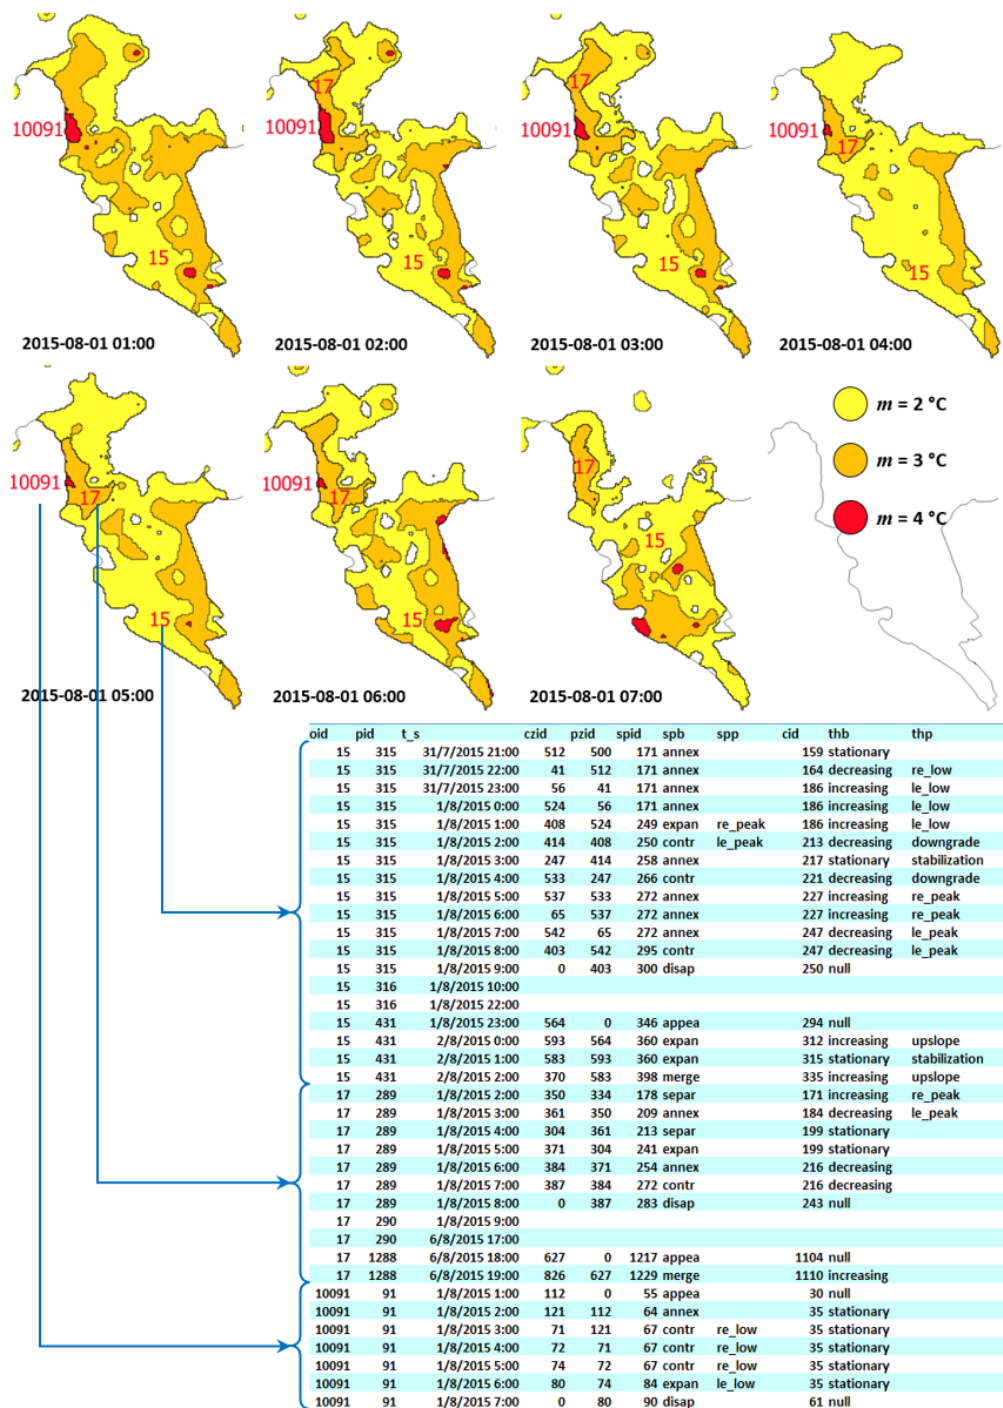 10091
15
2015-08-01 01:00
17
10091
15
2015-08-01 02:00
17
10091
15
2015-08-01 03:00
10091
17
15
2015-08-01 04:00
10091
17
15
2015-08-01 05:00
10091
17
15
2015-08-01 06:00
17
15
2015-08-01 07:00
m = 2 °C
m = 3 °C
m = 4 °C
oid pid t_s czid pzid spid spb spp cid thb thp
15 315 31/7/2015 21:00 512 500 171 annex 159 stationary
15 315 31/7/2015 22:00 41 512 171 annex 164 decreasing re_low
15 315 31/7/2015 23:00 56 41 171 annex 186 increasing le_low
15 315 1/8/2015 0:00 524 56 171 annex 186 increasing le_low
15 315 1/8/2015 1:00 408 524 249 expan re_peak 186 increasing le_low
15 315 1/8/2015 2:00 414 408 250 contr le_peak 213 decreasing downgrade
15 315 1/8/2015 3:00 247 414 258 annex 217 stationary stabilization
15 315 1/8/2015 4:00 533 247 266 contr 221 decreasing downgrade
15 315 1/8/2015 5:00 537 533 272 annex 227 increasing re_peak
15 315 1/8/2015 6:00 65 537 272 annex 227 increasing re_peak
15 315 1/8/2015 7:00 542 65 272 annex 247 decreasing le_peak
15 315 1/8/2015 8:00 403 542 295 contr 247 decreasing le_peak
15 315 1/8/2015 9:00 0 403 300 disap 250 null
15 316 1/8/2015 10:00
15 316 1/8/2015 22:00
15 431 1/8/2015 23:00 564 0 346 appea 294 null
15 431 2/8/2015 0:00 593 564 360 expan 312 increasing upslope
15 431 2/8/2015 1:00 583 593 360 expan 315 stationary stabilization
15 431 2/8/2015 2:00 370 583 398 merge 335 increasing upslope
17 289 1/8/2015 2:00 350 334 178 separ 171 increasing re_peak
17 289 1/8/2015 3:00 361 350 209 annex 184 decreasing le_peak
17 289 1/8/2015 4:00 304 361 213 separ 199 stationary
17 289 1/8/2015 5:00 371 304 241 expan 199 stationary
17 289 1/8/2015 6:00 384 371 254 annex 216 decreasing
17 289 1/8/2015 7:00 387 384 272 contr 216 decreasing
17 289 1/8/2015 8:00 0 387 283 disap 243 null
17 290 1/8/2015 9:00
17 290 6/8/2015 17:00
17 1288 6/8/2015 18:00 627 0 1217 appea 1104 null
17 1288 6/8/2015 19:00 826 627 1229 merge 1110 increasing
10091 91 1/8/2015 1:00 112 0 55 appea 30 null
10091 91 1/8/2015 2:00 121 112 64 annex 35 stationary
10091 91 1/8/2015 3:00 71 121 67 contr re_low 35 stationary
10091 91 1/8/2015 4:00 72 71 67 contr re_low 35 stationary
10091 91 1/8/2015 5:00 74 72 67 contr re_low 35 stationary
10091 91 1/8/2015 6:00 80 74 84 expan le_low 35 stationary
10091 91 1/8/2015 7:00 0 80 90 disap 61 null